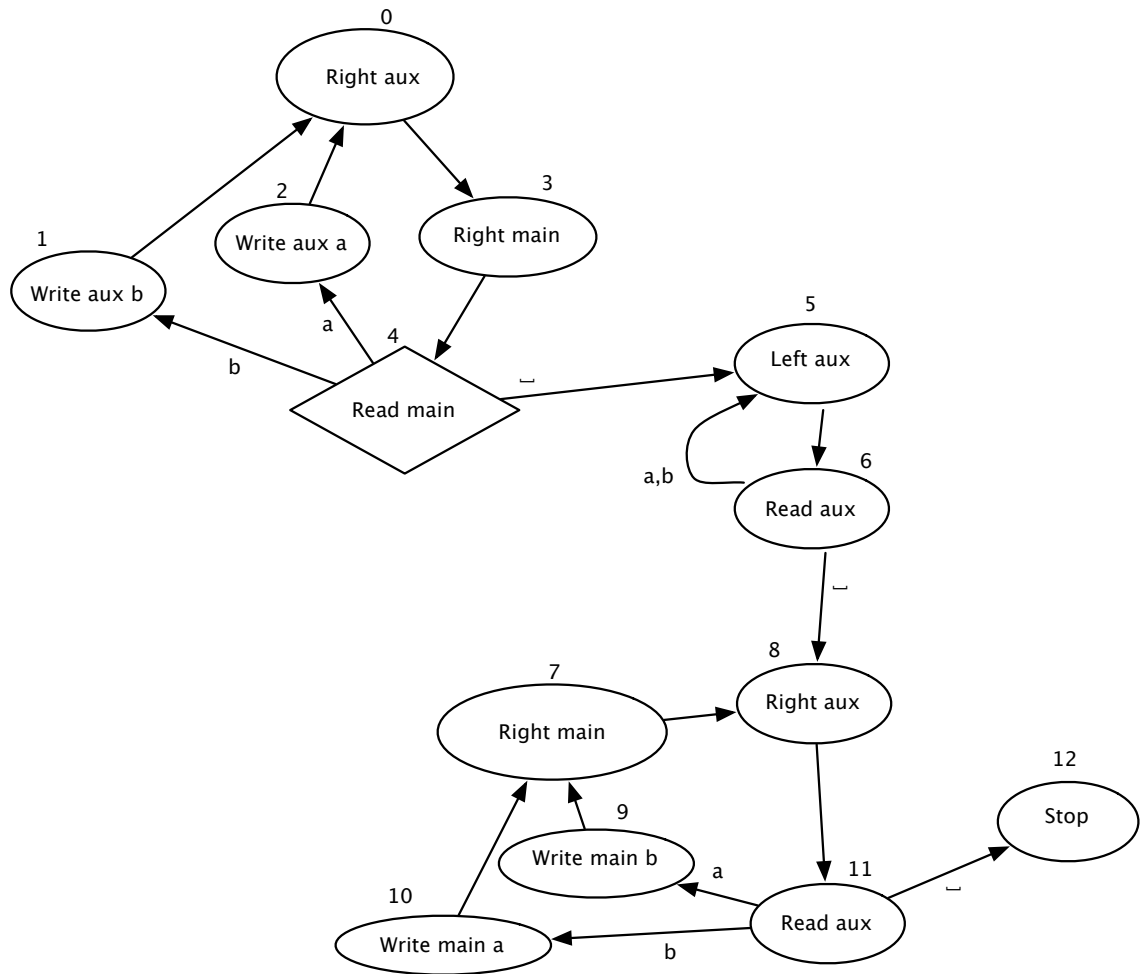 0
Right aux
2
3
1
Write aux a
Right main
Write aux b
a
4
5
b
Read main
␣
Left aux
a,b
6
Read aux
␣
8
7
Right aux
Right main
12
9
Stop
Write main b
a
11
10
␣
Write main a
b
Read aux